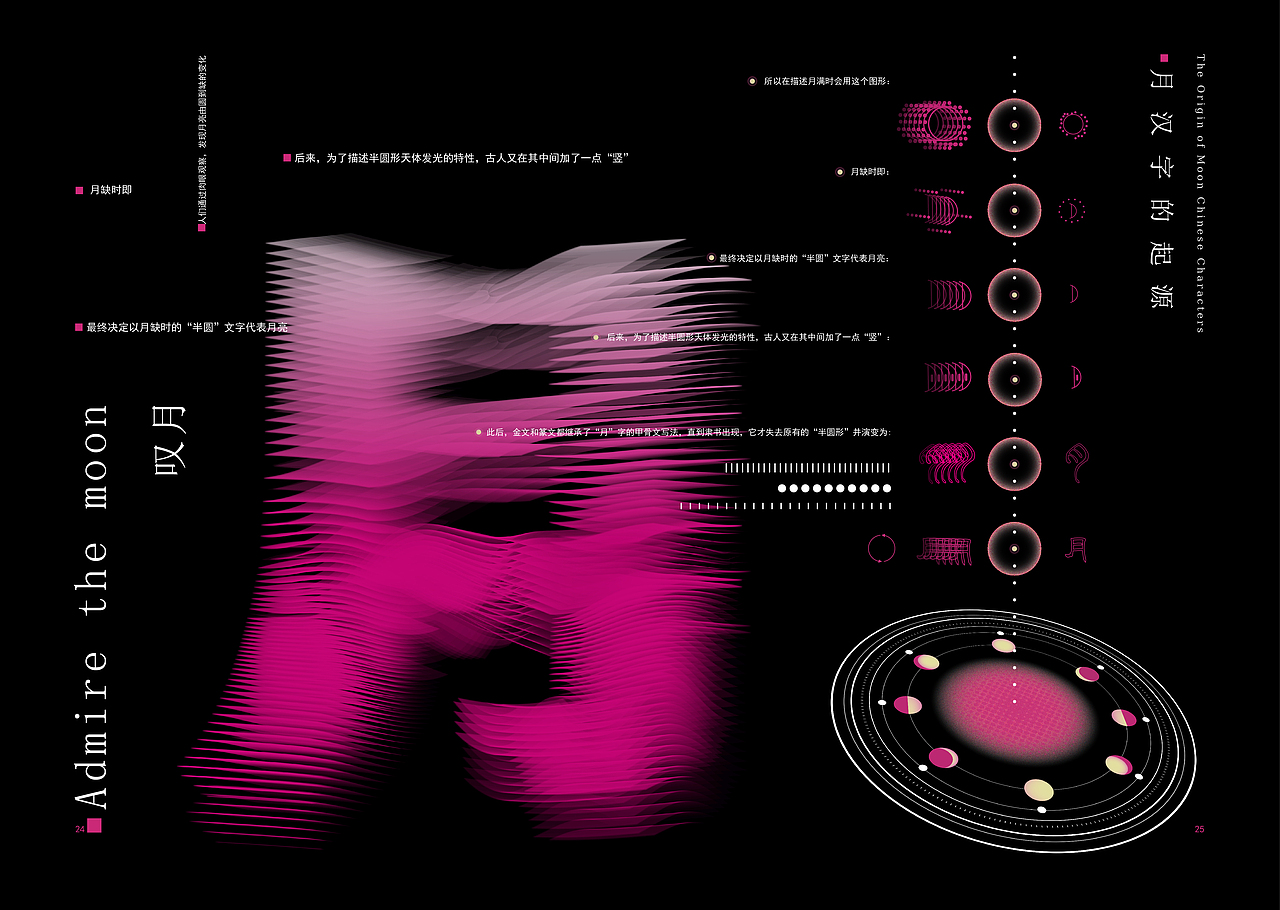 人们通过肉眼观察，发现月亮由圆到缺的变化
后来，为了描述半圆形天体发光的特性，古人又在其中间加了一点“竖”
月缺时即
最终决定以月缺时的“半圆”文字代表月亮
叹月
Admire the moon
24
月
所以在描述月满时会用这个图形：
月缺时即：
最终决定以月缺时的“半圆”文字代表月亮：
后来，为了描述半圆形天体发光的特性，古人又在其中间加了一点“竖”：
此后，金文和篆文都继承了“月”字的甲骨文写法，直到隶书出现，它才失去原有的“半圆形”并演变为：
月
月汉字的起源
The Origin of Moon Chinese Characters
25